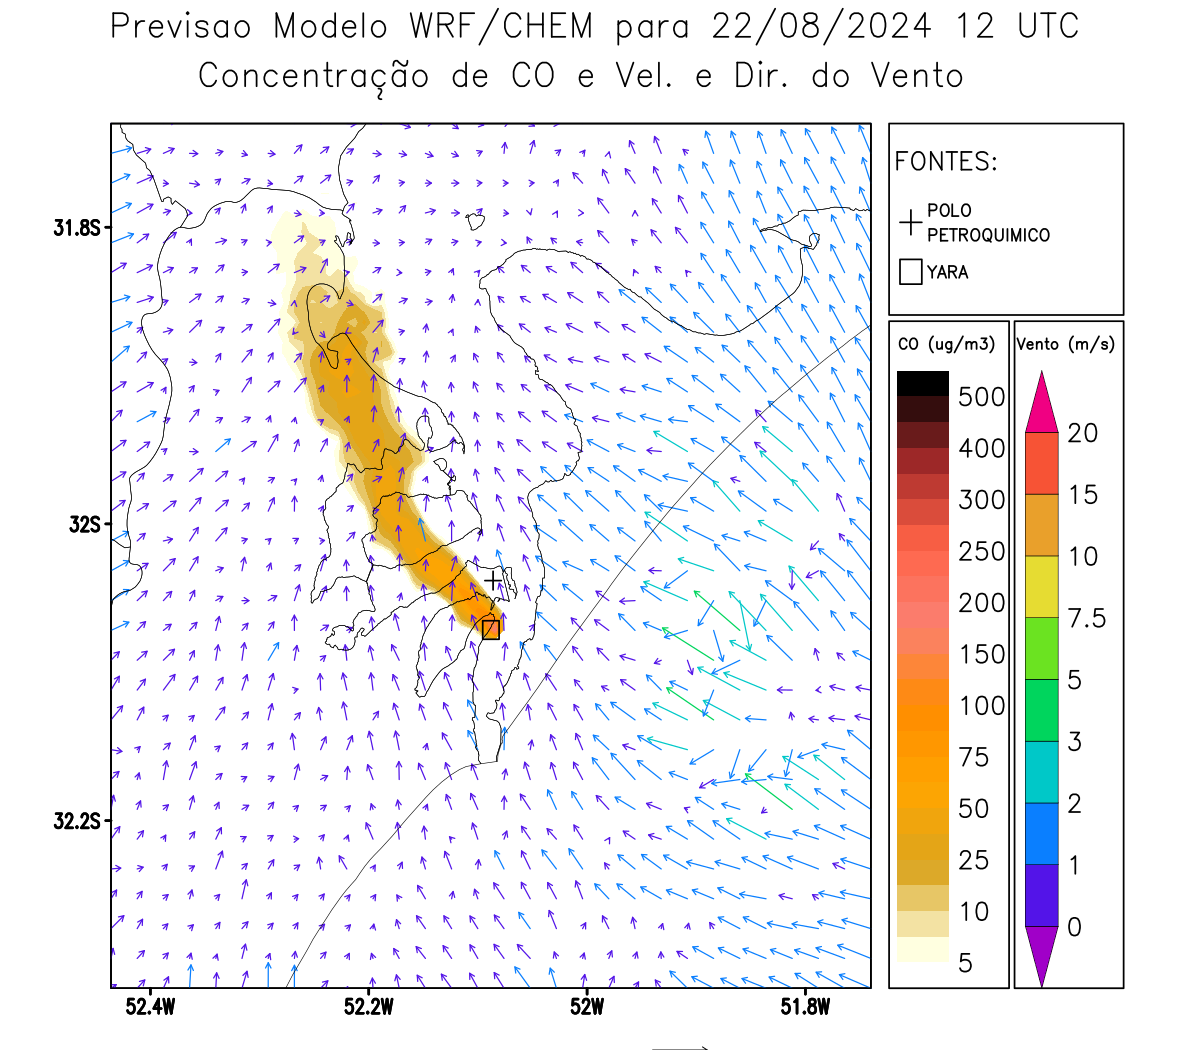 Previsao Modelo WRF/CHEM para 22/08/2024 12 UTC
Concentração de CO e Vel. e Dir. do Vento
FONTES:
POLO
PETROQUIMICO
YARA
31.8S
32S
32.2S
52.4W
52.2W
52W
51.8W
CO (ug/m3)
500
400
300
250
200
150
100
75
50
25
10
5
Vento (m/s)
20
15
10
7.5
5
3
2
1
0